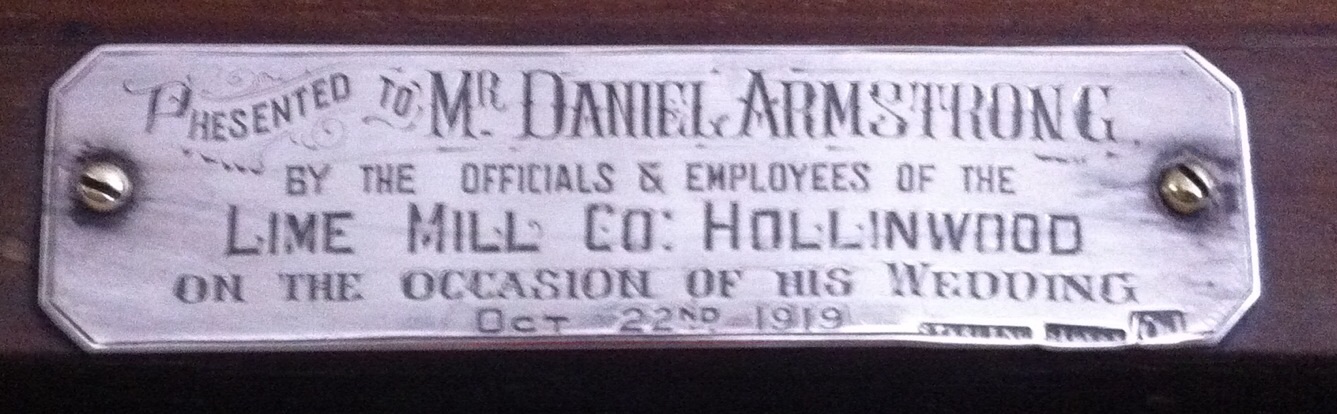 PRESENTED TO MR. DANIEL ARMSTRONG.
BY THE OFFICIALS & EMPLOYEES OF THE
LIME MILL CO: HOLLINWOOD
ON THE OCCASION OF HIS WEDDING
OCT 22ND 1919